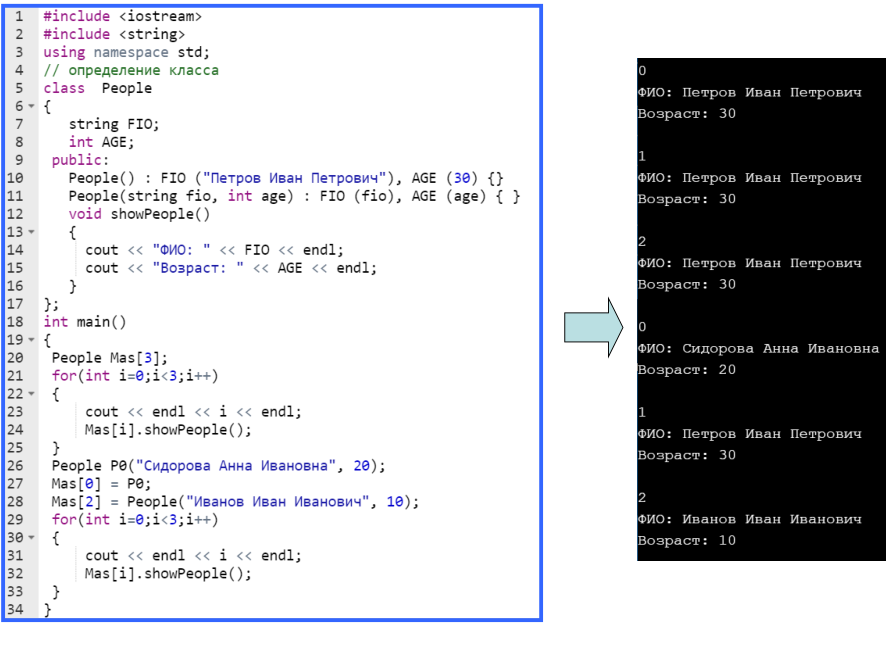 1 #include <iostream>
2 #include <string>
3 using namespace std;
4 // определение класса
5 class  People
6 {
7 string FIO;
8 int AGE;
9 public:
10 People() : FIO ("Петров Иван Петрович"), AGE (30) {}
11 People(string fio, int age) : FIO (fio), AGE (age) { }
12 void showPeople()
13 {
14 cout << "ФИО: " << FIO << endl;
15 cout << "Возраст: " << AGE << endl;
16 }
17 };
18 int main()
19 {
20 People Mas[3];
21 for(int i=0;i<3;i++)
22 {
23 cout << endl << i << endl;
24 Mas[i].showPeople();
25 }
26 People P0("Сидорова Анна Ивановна", 20);
27 Mas[0] = P0;
28 Mas[2] = People("Иванов Иван Иванович", 10);
29 for(int i=0;i<3;i++)
30 {
31 cout << endl << i << endl;
32 Mas[i].showPeople();
33 }
34 }
0
ФИО: Петров Иван Петрович
Возраст: 30
1
ФИО: Петров Иван Петрович
Возраст: 30
2
ФИО: Петров Иван Петрович
Возраст: 30
0
ФИО: Сидорова Анна Ивановна
Возраст: 20
1
ФИО: Петров Иван Петрович
Возраст: 30
2
ФИО: Иванов Иван Иванович
Возраст: 10